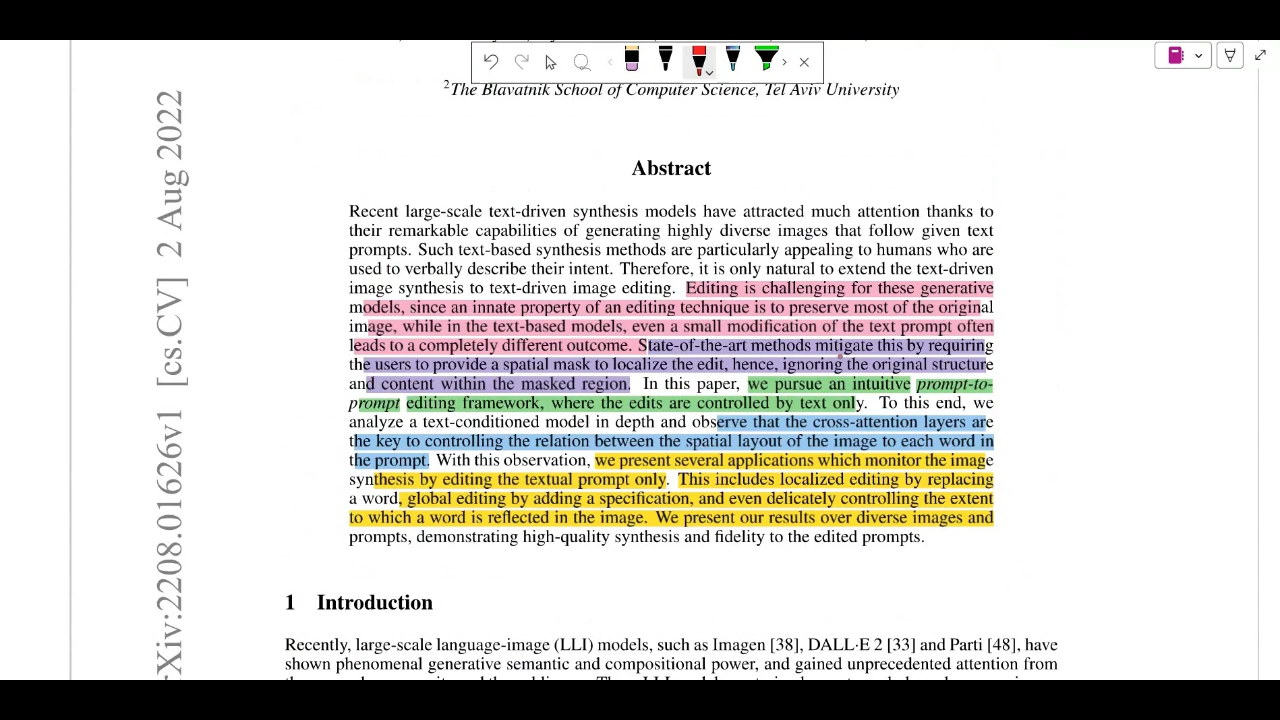 ²The Blavatnik School of Computer Science, Tel Aviv University
Abstract
Recent large-scale text-driven synthesis models have attracted much attention thanks to
their remarkable capabilities of generating highly diverse images that follow given text
prompts. Such text-based synthesis methods are particularly appealing to humans who are
used to verbally describe their intent. Therefore, it is only natural to extend the text-driven
image synthesis to text-driven image editing. Editing is challenging for these generative
models, since an innate property of an editing technique is to preserve most of the original
image, while in the text-based models, even a small modification of the text prompt often
leads to a completely different outcome. State-of-the-art methods mitigate this by requiring
the users to provide a spatial mask to localize the edit, hence, ignoring the original structure
and content within the masked region. In this paper, we pursue an intuitive prompt-to-
prompt editing framework, where the edits are controlled by text only. To this end, we
analyze a text-conditioned model in depth and observe that the cross-attention layers are
the key to controlling the relation between the spatial layout of the image to each word in
the prompt. With this observation, we present several applications which monitor the image
synthesis by editing the textual prompt only. This includes localized editing by replacing
a word, global editing by adding a specification, and even delicately controlling the extent
to which a word is reflected in the image. We present our results over diverse images and
prompts, demonstrating high-quality synthesis and fidelity to the edited prompts.
1 Introduction
Recently, large-scale language-image (LLI) models, such as Imagen [38], DALL·E 2 [33] and Parti [48], have
shown phenomenal generative semantic and compositional power, and gained unprecedented attention from
Xiv:2208.01626v1 [cs.CV] 2 Aug 2022